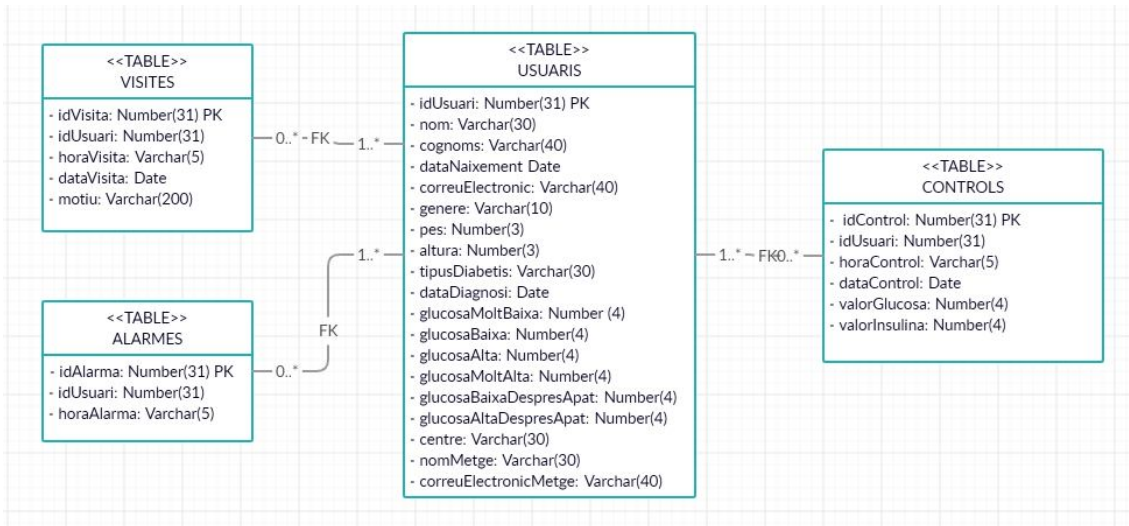 <<TABLE>>
VISITES
- idVisita: Number(31) PK
- idUsuari: Number(31)
- horaVisita: Varchar(5)
- dataVisita: Date
- motiu: Varchar(200)
0..*
FK
1..*
<<TABLE>>
ALARMES
- idAlarma: Number(31) PK
- idUsuari: Number(31)
- horaAlarma: Varchar(5)
0..*
FK
1..*
<<TABLE>>
USUARIS
- idUsuari: Number(31) PK
- nom: Varchar(30)
- cognoms: Varchar(40)
- dataNaixement Date
- correuElectronic: Varchar(40)
- genere: Varchar(10)
- pes: Number(3)
- altura: Number(3)
- tipusDiabetis: Varchar(30)
- dataDiagnosi: Date
- glucosaMoltBaixa: Number (4)
- glucosaBaixa: Number(4)
- glucosaAlta: Number(4)
- glucosaMoltAlta: Number(4)
- glucosaBaixaDespresApat: Number(4)
- glucosaAltaDespresApat: Number(4)
- centre: Varchar(30)
- nomMetge: Varchar(30)
- correuElectronicMetge: Varchar(40)
1..*
FK
0..*
<<TABLE>>
CONTROLS
- idControl: Number(31) PK
- idUsuari: Number(31)
- horaControl: Varchar(5)
- dataControl: Date
- valorGlucosa: Number(4)
- valorInsulina: Number(4)